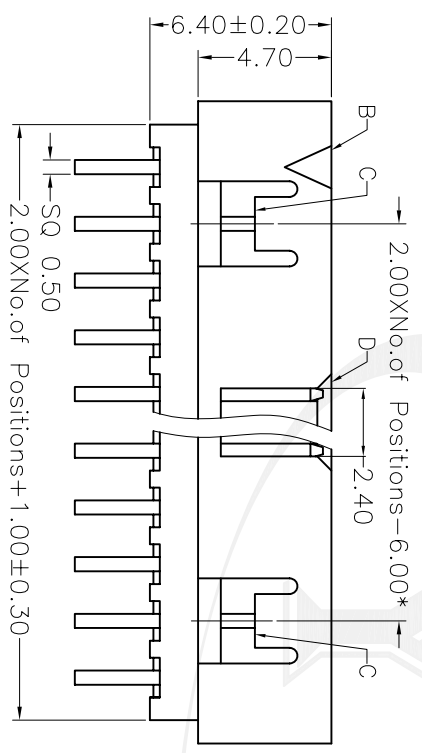 6.40±0.20
4.70
B
C
2.00XNo.of Positions-6.00*
D
2.40
C
SQ 0.50
2.00XNo.of Positions+1.00±0.30